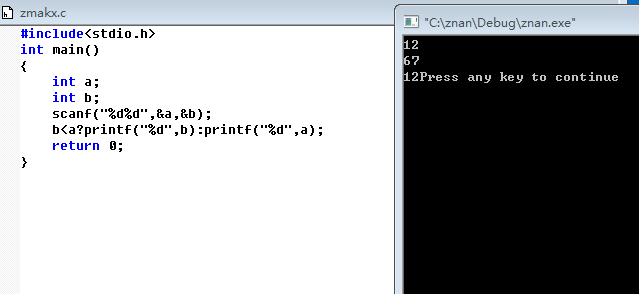 zmakx.c
#include<stdio.h>
int main()
{
    int a;
    int b;
    scanf("%d%d",&a,&b);
    b<a?printf("%d",b):printf("%d",a);
    return 0;
}
"C:\znan\Debug\znan.exe"
12
67
12Press any key to continue